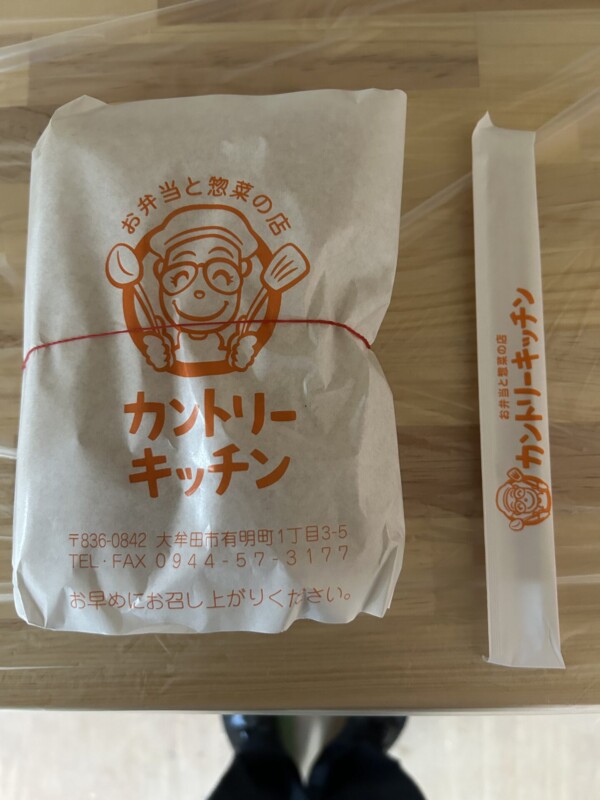 お弁当と惣菜の店
カントリー
キッチン
〒836-0842 大牟田市有明町1丁目3-5
TEL・FAX 0944-57-3177
お早めにお召し上がりください。
お弁当と惣菜の店
カントリーキッチン